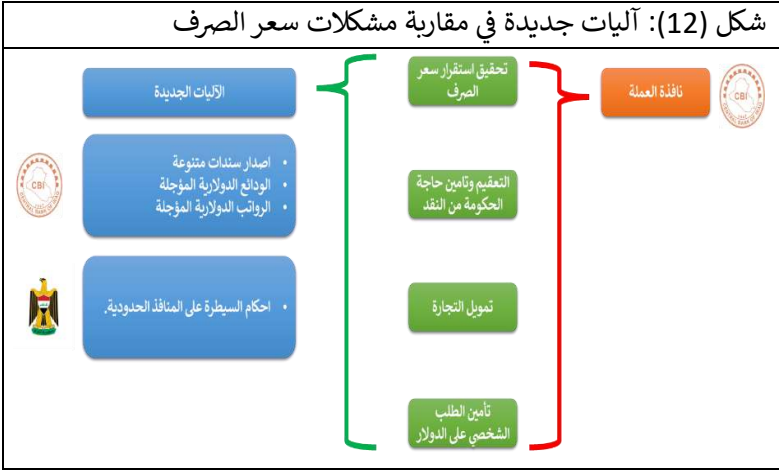 شكل (12): آليات جديدة في مقاربة مشكلات سعر الصرف
CBI
نافذة العملة
تحقيق استقرار سعر
الصرف
التعقيم وتامين حاجة
الحكومة من النقد
تمويل التجارة
تأمين الطلب
الشخصي على الدولار
الآليات الجديدة
• اصدار سندات متنوعة
• الودائع الدولارية المؤجلة
• الرواتب الدولارية المؤجلة
CBI
• احكام السيطرة على المنافذ الحدودية.